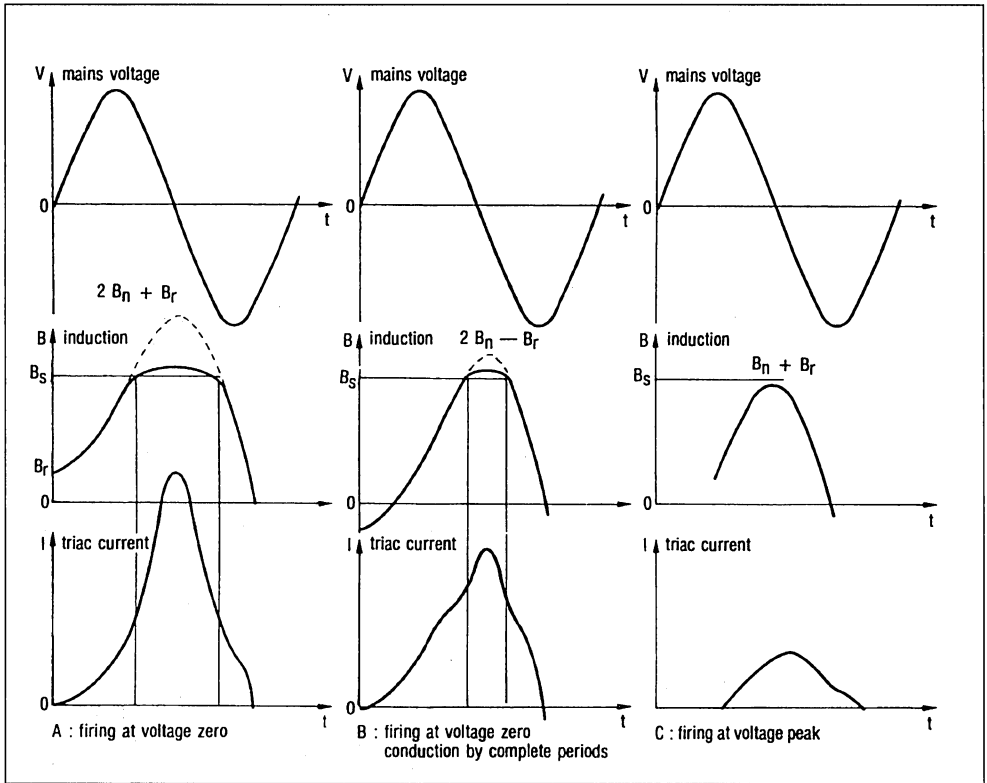 V mains voltage
0
t
2 Bn + Br
B induction
Bs
Br
0
I triac current
0
t
A : firing at voltage zero
V mains voltage
0
t
B induction
2 Bn — Br
Bs
0
t
I triac current
0
t
B : firing at voltage zero
conduction by complete periods
V mains voltage
0
t
B induction
Bn + Br
Bs
0
t
I triac current
0
t
C : firing at voltage peak